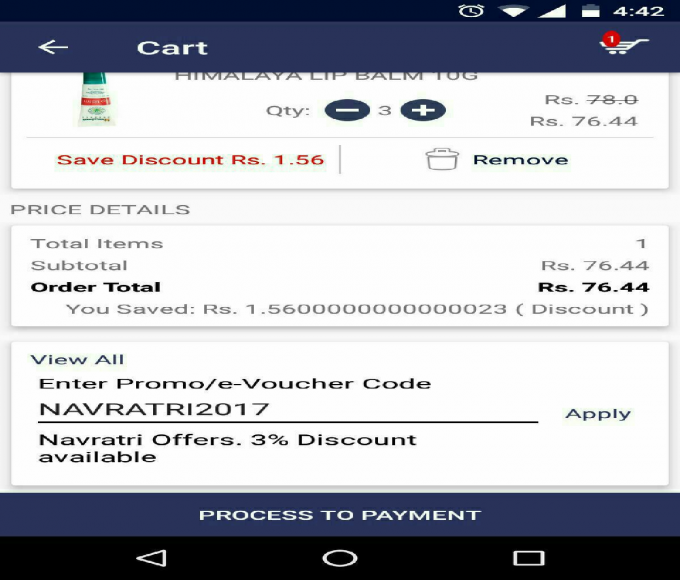 4:42
Cart
1
HIMALAYA LIP BALM 10G
Qty: 3
Rs. 78.0
Rs. 76.44
Save Discount Rs. 1.56
Remove
PRICE DETAILS
Total Items 1
Subtotal Rs. 76.44
Order Total Rs. 76.44
You Saved: Rs. 1.5600000000000023 ( Discount )
View All
Enter Promo/e-Voucher Code
NAVRATRI2017
Apply
Navratri Offers. 3% Discount
available
PROCESS TO PAYMENT